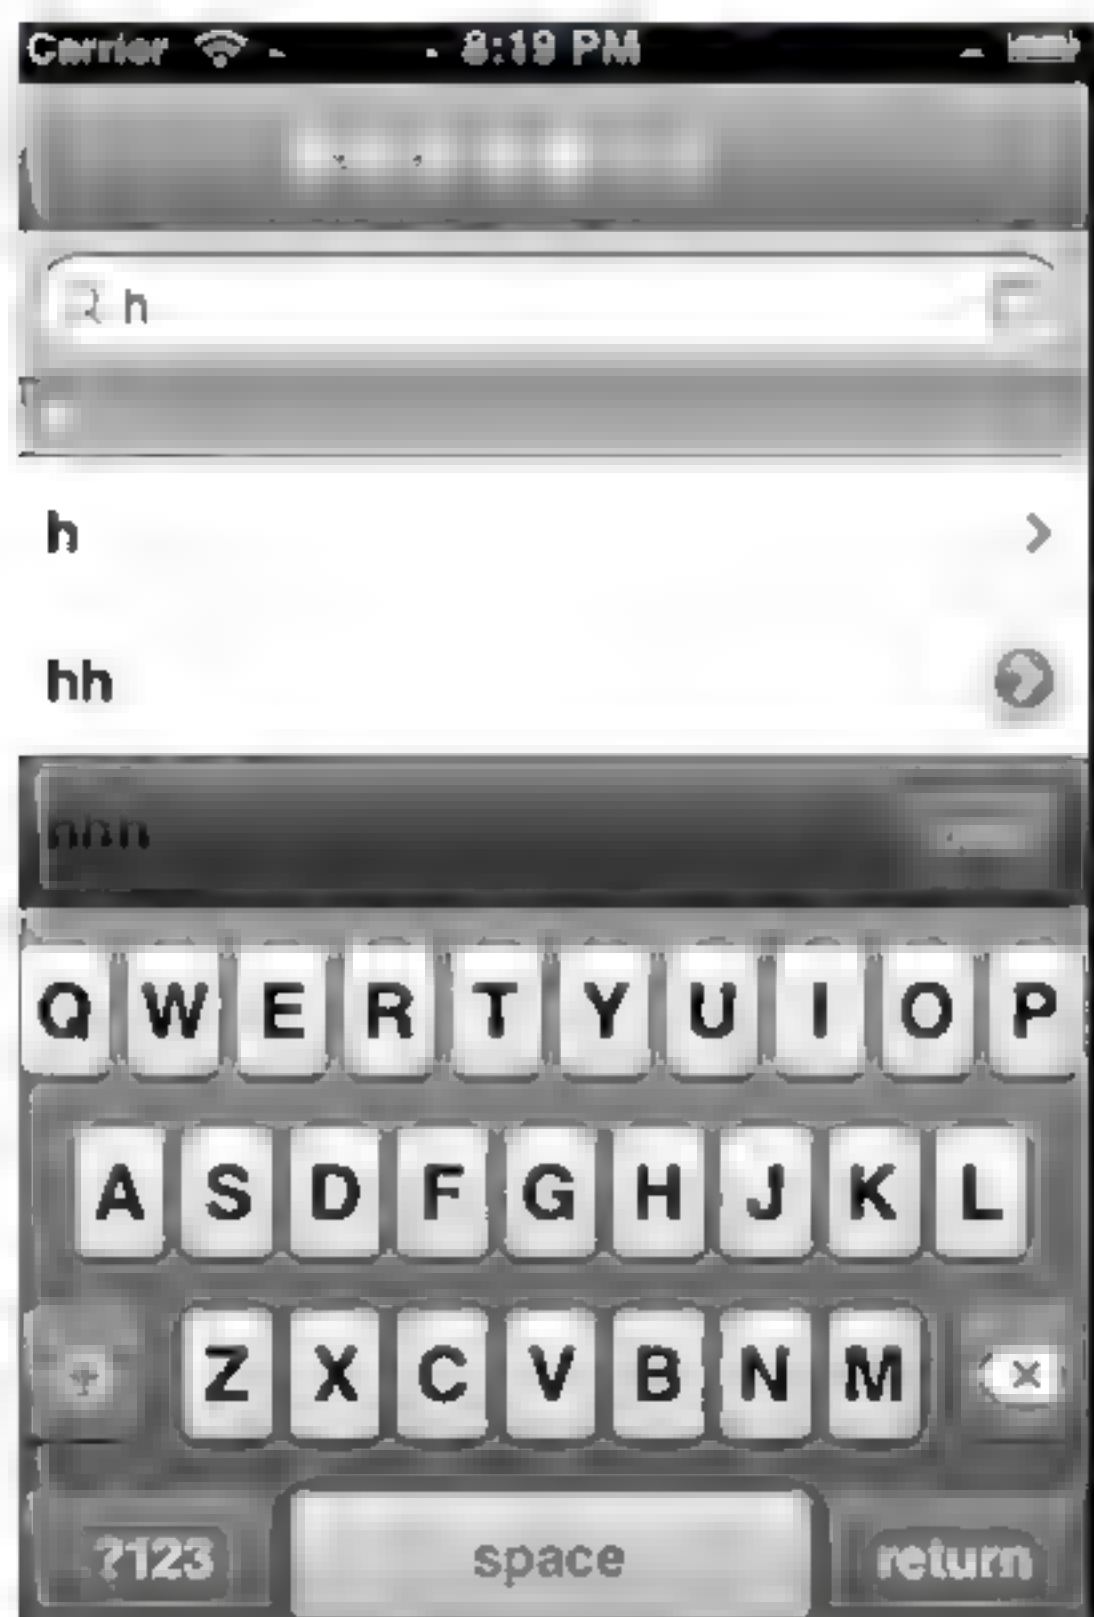 Carrier 8:19 PM
h
h
hh
hhh
Q W E R T Y U I O P
A S D F G H J K L
Z X C V B N M
?123 space return